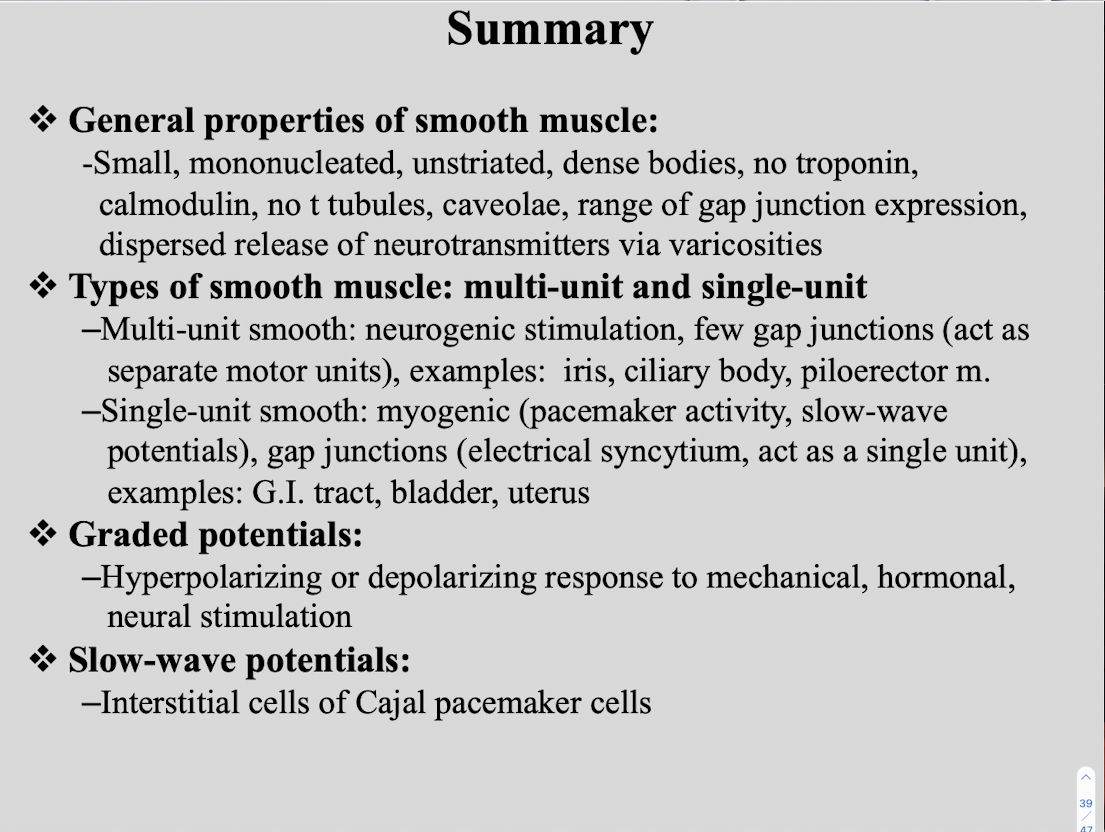 Summary
❖ General properties of smooth muscle:
-Small, mononucleated, unstriated, dense bodies, no troponin,
calmodulin, no t tubules, caveolae, range of gap junction expression,
dispersed release of neurotransmitters via varicosities
❖ Types of smooth muscle: multi-unit and single-unit
–Multi-unit smooth: neurogenic stimulation, few gap junctions (act as
separate motor units), examples:  iris, ciliary body, piloerector m.
–Single-unit smooth: myogenic (pacemaker activity, slow-wave
potentials), gap junctions (electrical syncytium, act as a single unit),
examples: G.I. tract, bladder, uterus
❖ Graded potentials:
–Hyperpolarizing or depolarizing response to mechanical, hormonal,
neural stimulation
❖ Slow-wave potentials:
–Interstitial cells of Cajal pacemaker cells
39
/
47